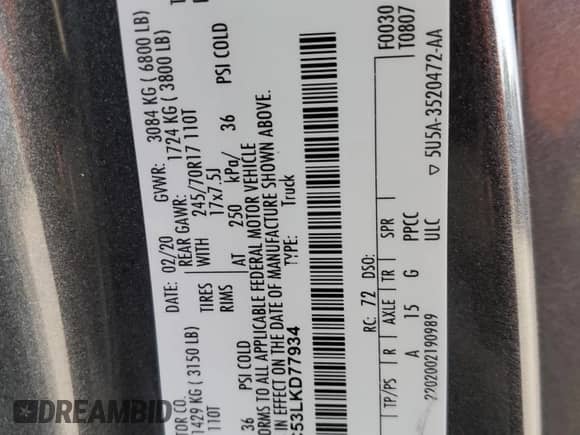 TOR CO.
DATE: 02/20
GVWR: 3084 KG ( 6800 LB)
1429 KG ( 3150 LB)
REAR GAWR: 1724 KG ( 3800 LB)
110T
TIRES WITH 245/70R17 110T
RIMS 17x7.5J
36 PSI COLD
AT 250 kPa/ 36 PSI COLD
ORMS TO ALL APPLICABLE FEDERAL MOTOR VEHICLE
IN EFFECT ON THE DATE OF MANUFACTURE SHOWN ABOVE.
C53LKD77934
TYPE: Truck
F0030
T0807
RC: 72 DSO:
TP/PS R AXLE TR SPR
A 15 G PPCC
2202002190989 ULC
▽ 5U5A-3520472-AA
DREAMBID